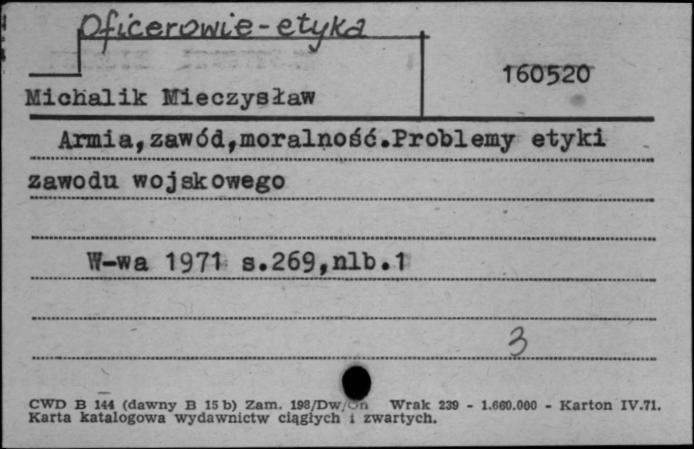 Oficerowie-etyka
160520
Michalik Mieczysław
Armia,zawód,moralność.Problemy etyki
zawodu wojskowego
W-wa 1971 s.269,nlb.1
3
CWD B 144 (dawny B 15 b) Zam. 198/Dw/On Wrak 239 - 1.660.000 - Karton IV.71.
Karta katalogowa wydawnictw ciągłych i zwartych.